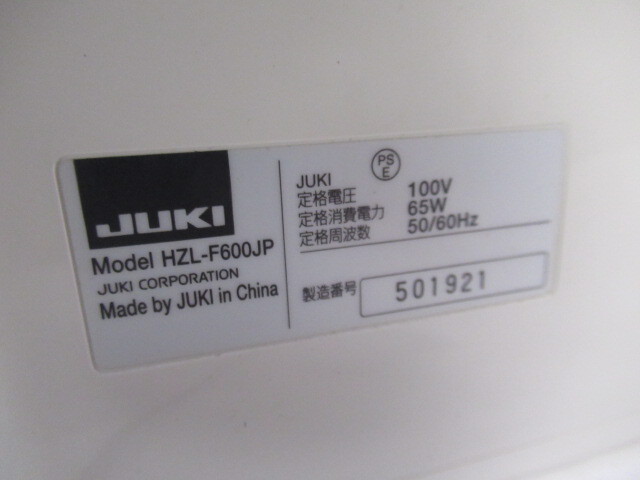 JUKI
Model HZL-F600JP
JUKI CORPORATION
Made by JUKI in China
PS
E
JUKI
定格電圧 100V
定格消費電力 65W
定格周波数 50/60Hz
製造番号 501921